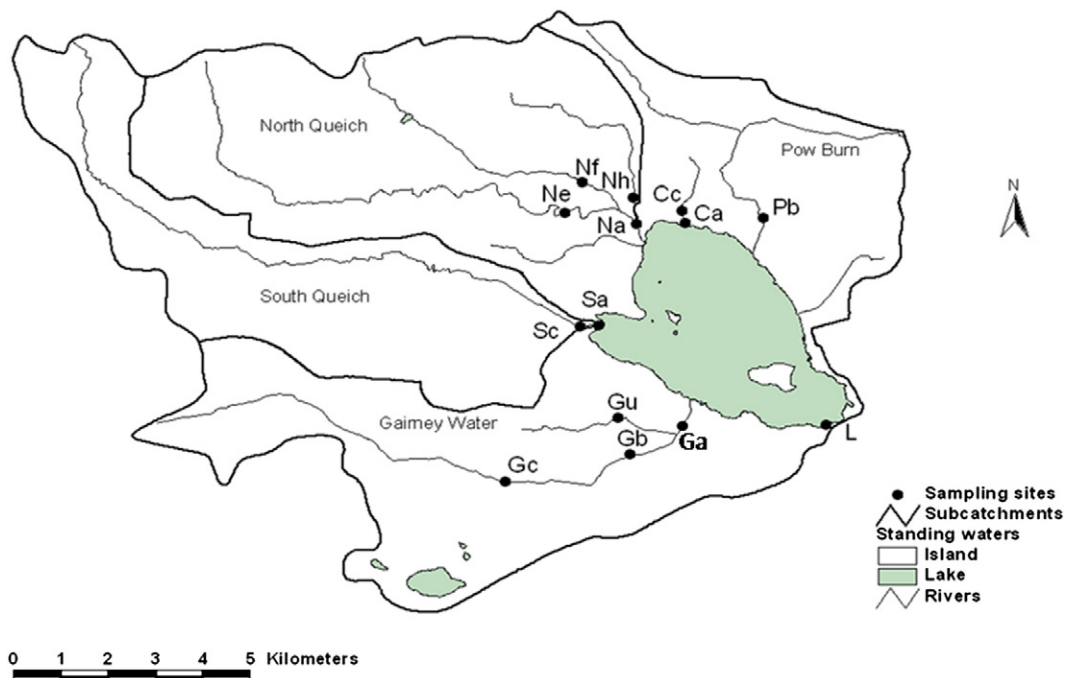 North Queich
Pow Burn
Nf
Nh
Ne
Na
Cc
Ca
Pb
N
South Queich
Sa
Sc
Gairney Water
Gu
Gb
Ga
Gc
L
Sampling sites
Subcatchments
Standing waters
Island
Lake
Rivers
0 1 2 3 4 5 Kilometers